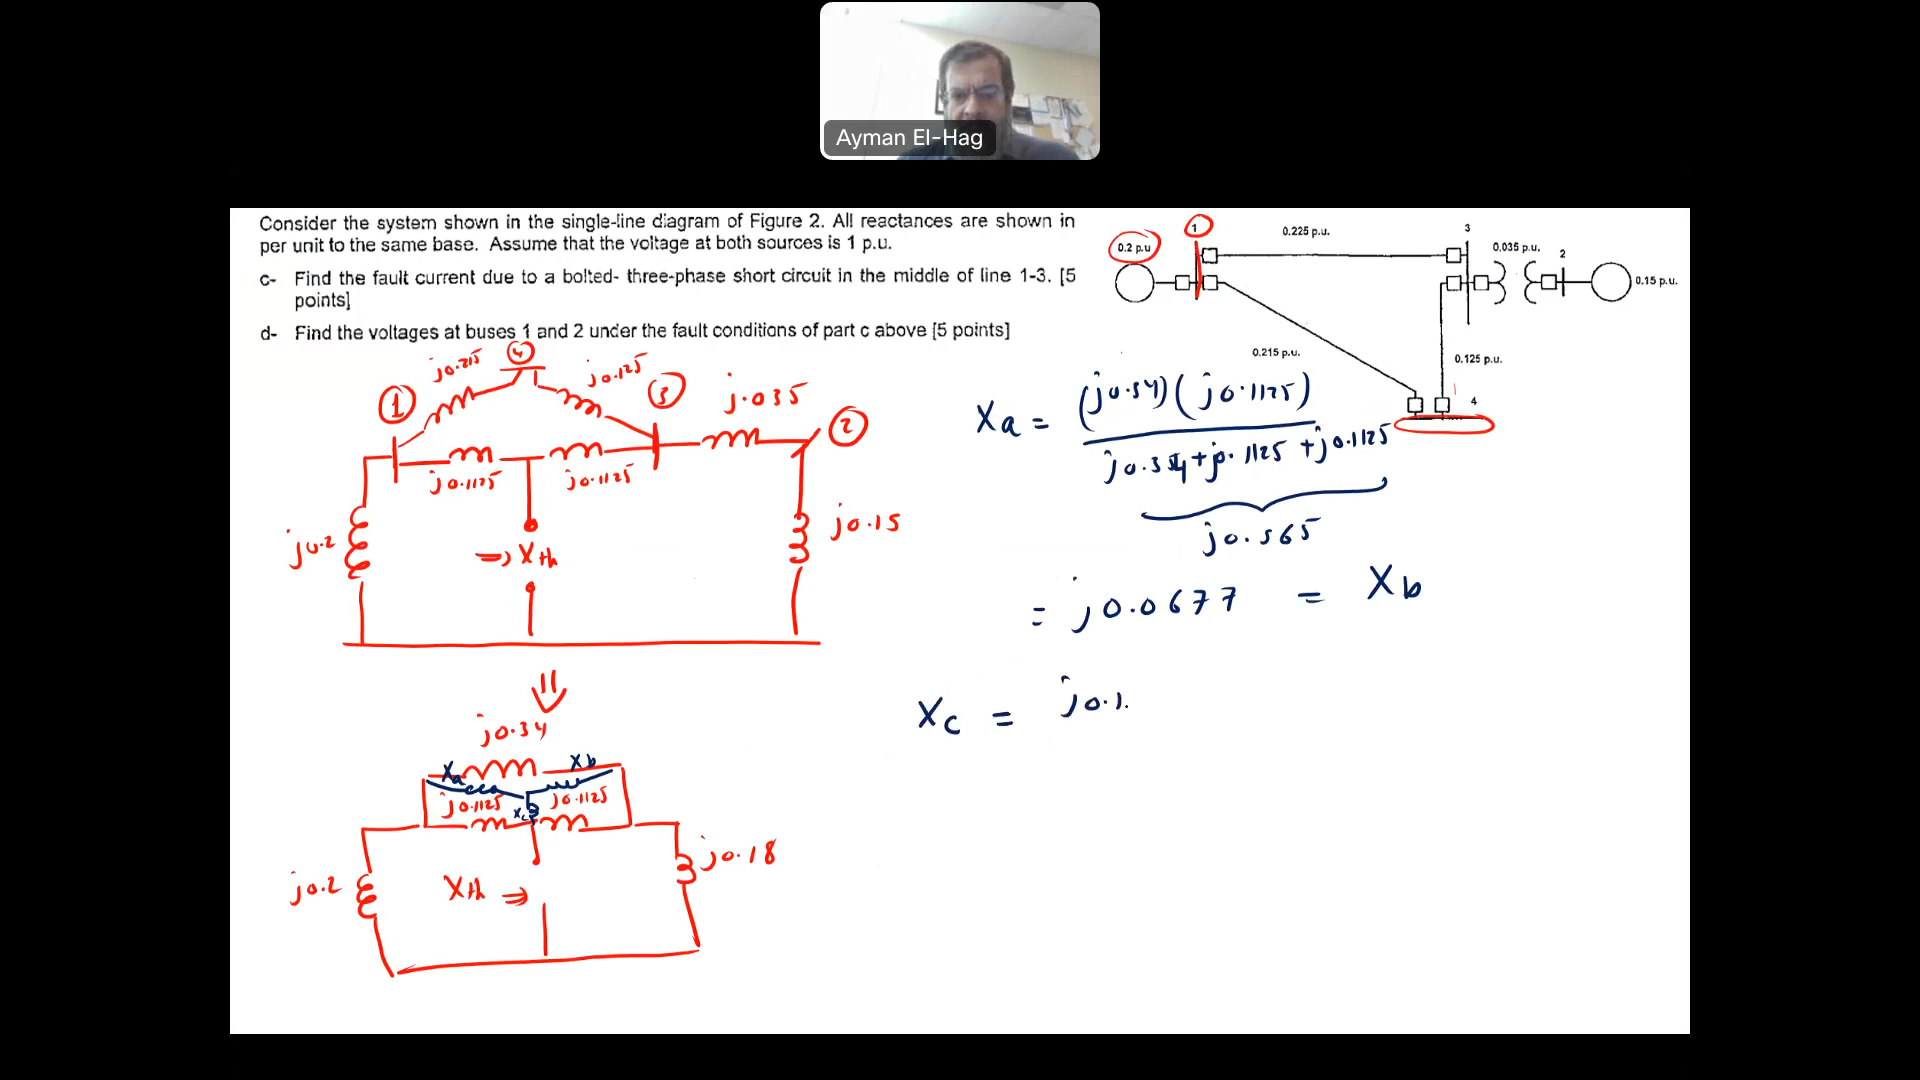 Ayman El-Hag
Consider the system shown in the single-line diagram of Figure 2. All reactances are shown in
per unit to the same base. Assume that the voltage at both sources is 1 p.u.
c- Find the fault current due to a bolted- three-phase short circuit in the middle of line 1-3. [5
points]
d- Find the voltages at buses 1 and 2 under the fault conditions of part c above [5 points]
1
3
0.225 p.u.
0.2 p.u
0,035 p.u.
2
0.15 p.u.
0.215 p.u.
0.125 p.u.
4
j0.215
4
j0.125
1
3
j.035
2
j0.1125
j0.1125
j0.2
=> Xth
j0.15
j0.34
Xa
Xb
j0.1125
Xc
j0.1125
j0.2
Xth =>
j0.18
Xa = (j0.34)(j0.1125)
j0.34+j0.1125+j0.1125
j0.565
= j0.0677 = Xb
Xc = j0.1